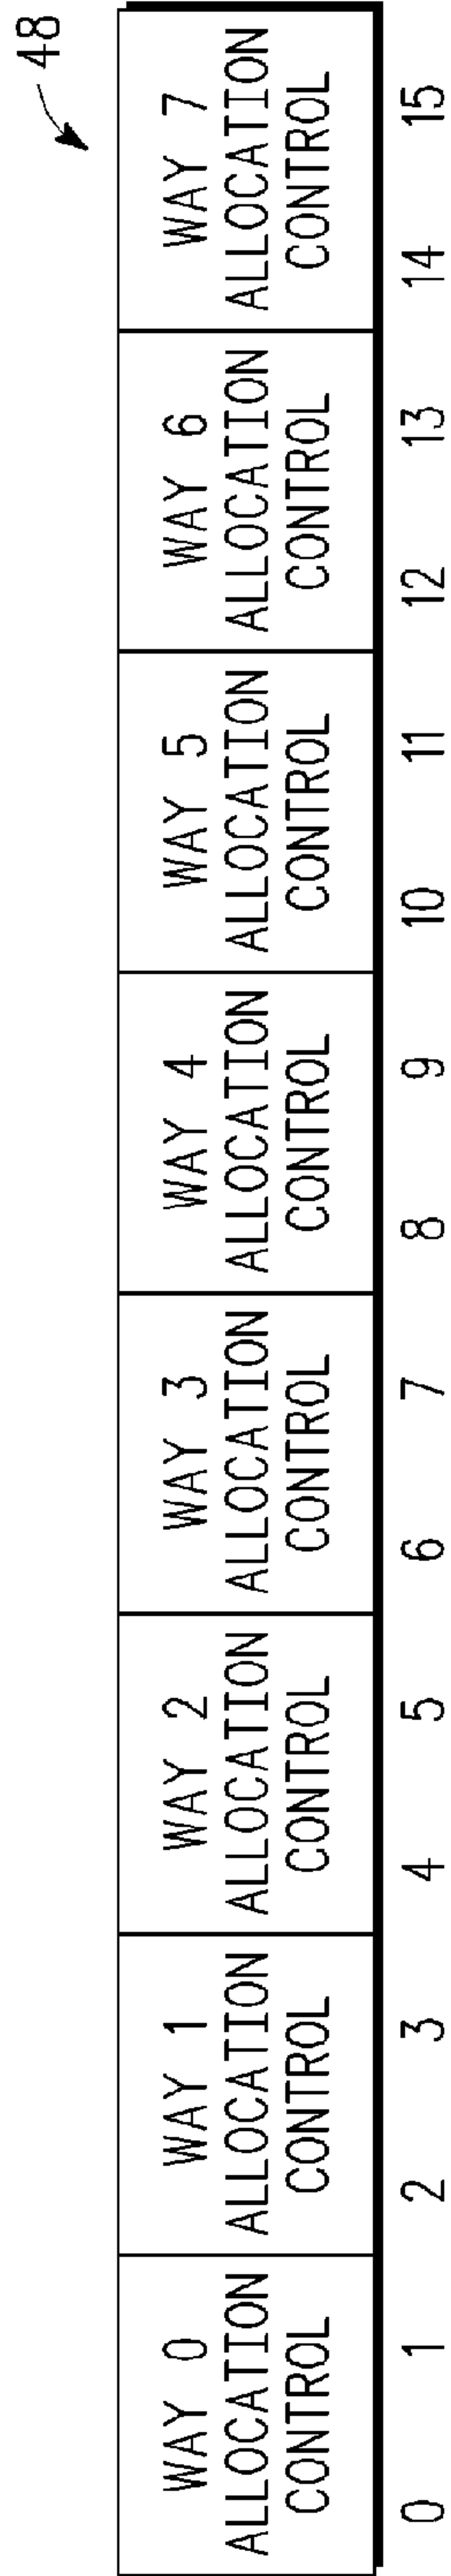 48
WAY 0
ALLOCATION
CONTROL
WAY 1
ALLOCATION
CONTROL
WAY 2
ALLOCATION
CONTROL
WAY 3
ALLOCATION
CONTROL
WAY 4
ALLOCATION
CONTROL
WAY 5
ALLOCATION
CONTROL
WAY 6
ALLOCATION
CONTROL
WAY 7
ALLOCATION
CONTROL
0 1 2 3 4 5 6 7 8 9 10 11 12 13 14 15